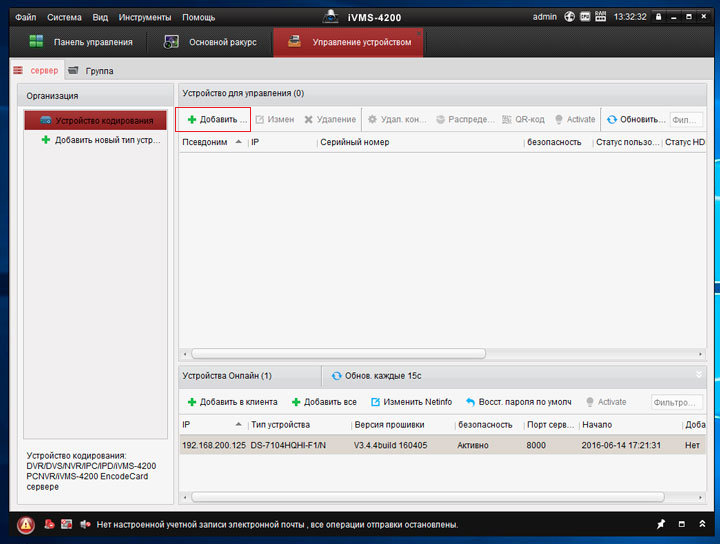 Файл Система Вид Инструменты Помощь iVMS-4200 admin 13:32:32
Панель управления Основной ракурс Управление устройством
сервер Группа
Организация
Устройство кодирования
Добавить новый тип устр...
Устройство кодирования:
DVR/DVS/NVR/IPC/IPD/iVMS-4200
PCNVR/iVMS-4200 EncodeCard
сервере
Устройство для управления (0)
Добавить ... Измен Удаление Удал. кон... Распреде... QR-код Activate Обновить... Фил...
Псевдоним IP Серийный номер безопасность Статус пользо... Статус HD
Устройства Онлайн (1) Обнов. каждые 15с
Добавить в клиента Добавить все Изменить Netinfo Восст. пароля по умолч Activate Фильтро...
IP Тип устройства Версия прошивки безопасность Порт серв... Начало Доба
192.168.200.125 DS-7104HQHI-F1/N V3.4.4build 160405 Активно 8000 2016-06-14 17:21:31 Нет
Нет настроенной учетной записи электронной почты , все операции отправки остановлены.